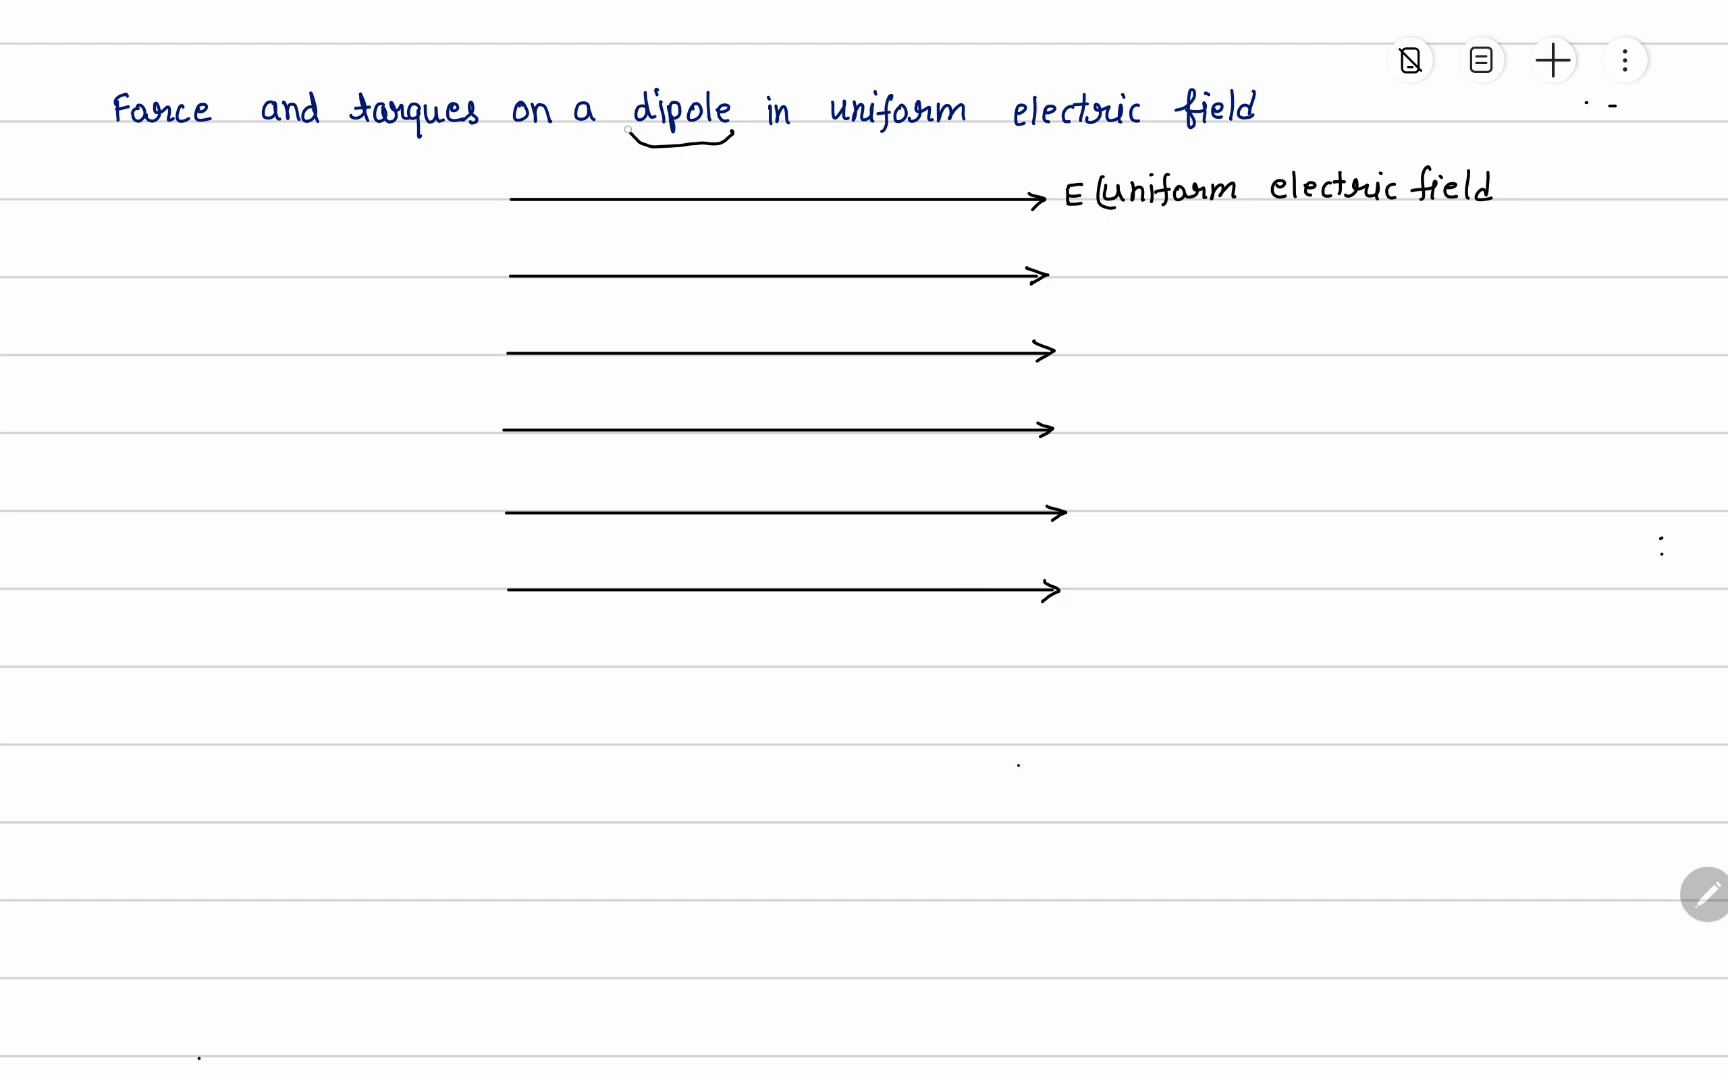 Force and torques on a dipole in uniform electric field
E (uniform electric field